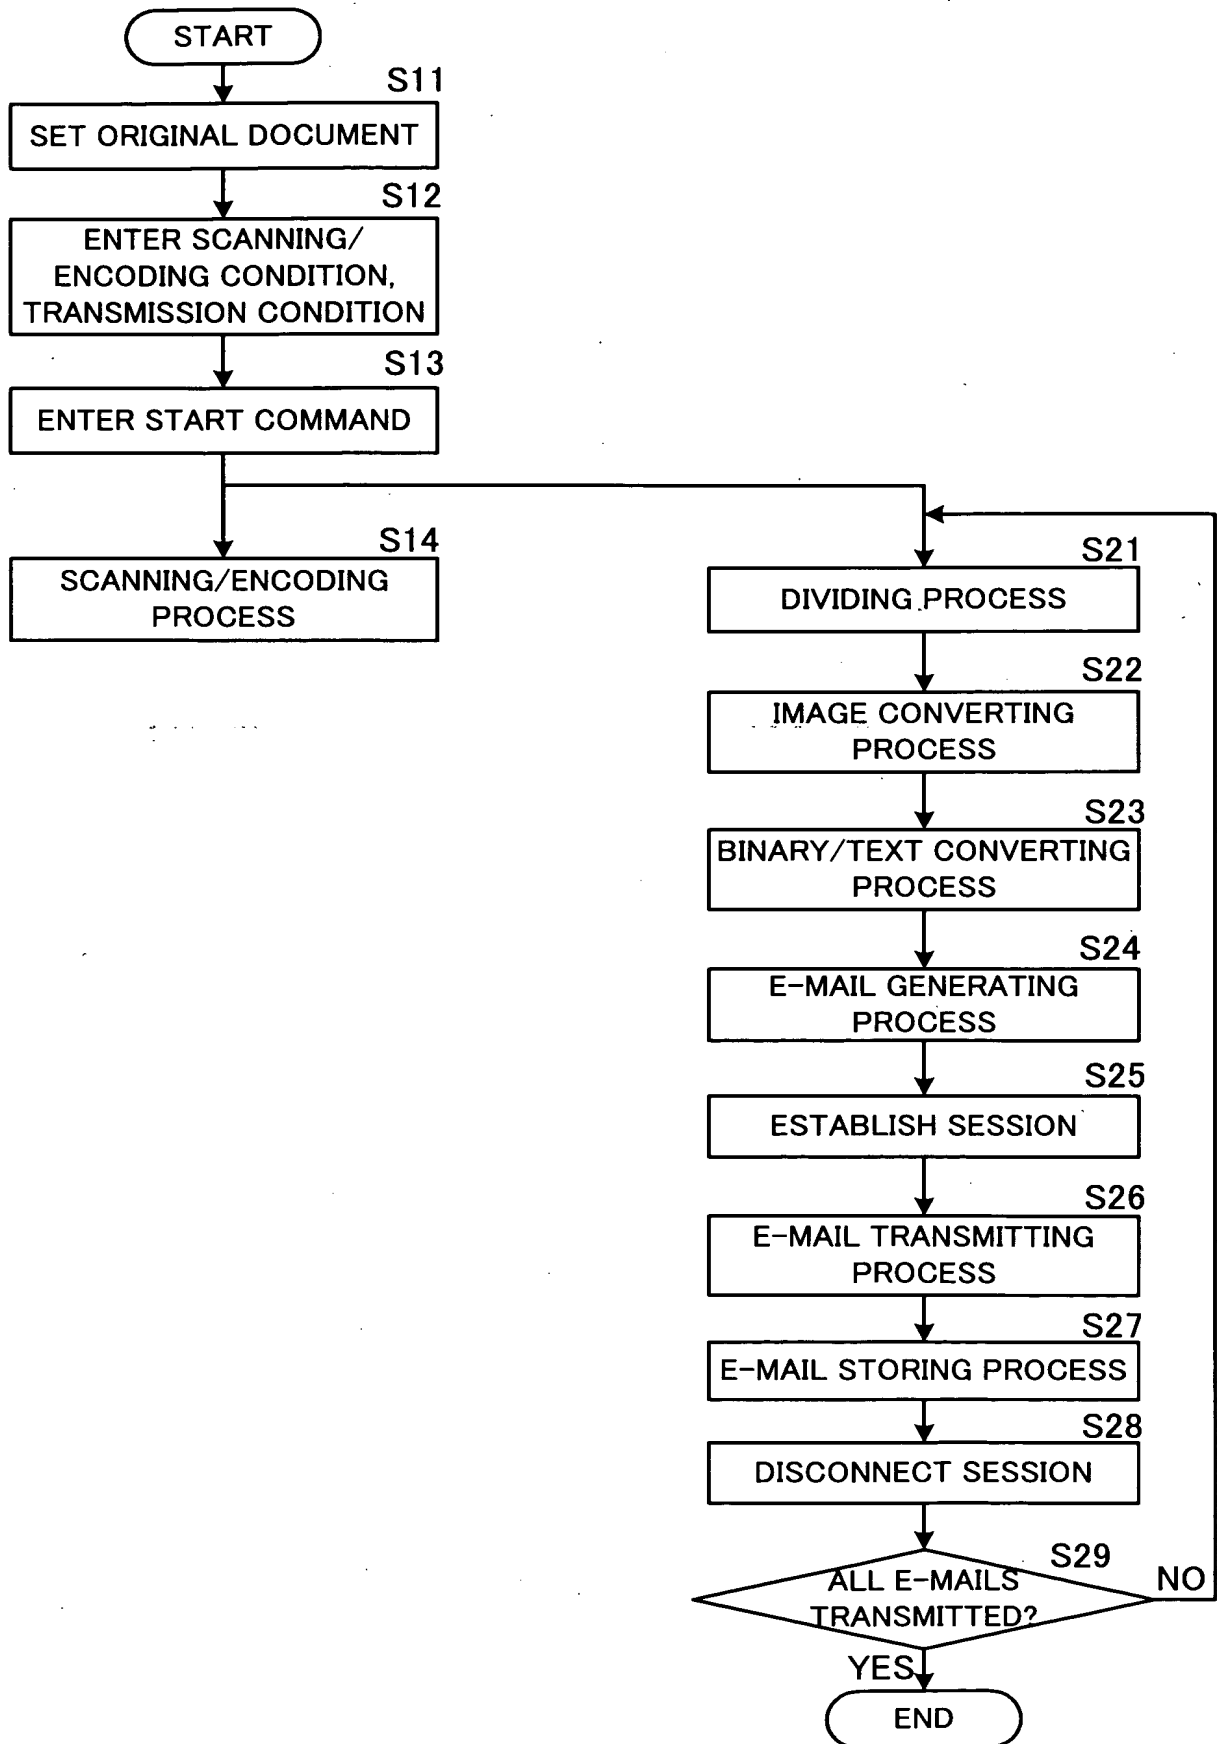 START
S11
SET ORIGINAL DOCUMENT
S12
ENTER SCANNING/
ENCODING CONDITION,
TRANSMISSION CONDITION
S13
ENTER START COMMAND
S14
SCANNING/ENCODING
PROCESS
S21
DIVIDING PROCESS
S22
IMAGE CONVERTING
PROCESS
S23
BINARY/TEXT CONVERTING
PROCESS
S24
E-MAIL GENERATING
PROCESS
S25
ESTABLISH SESSION
S26
E-MAIL TRANSMITTING
PROCESS
S27
E-MAIL STORING PROCESS
S28
DISCONNECT SESSION
S29
ALL E-MAILS
TRANSMITTED?
NO
YES
END